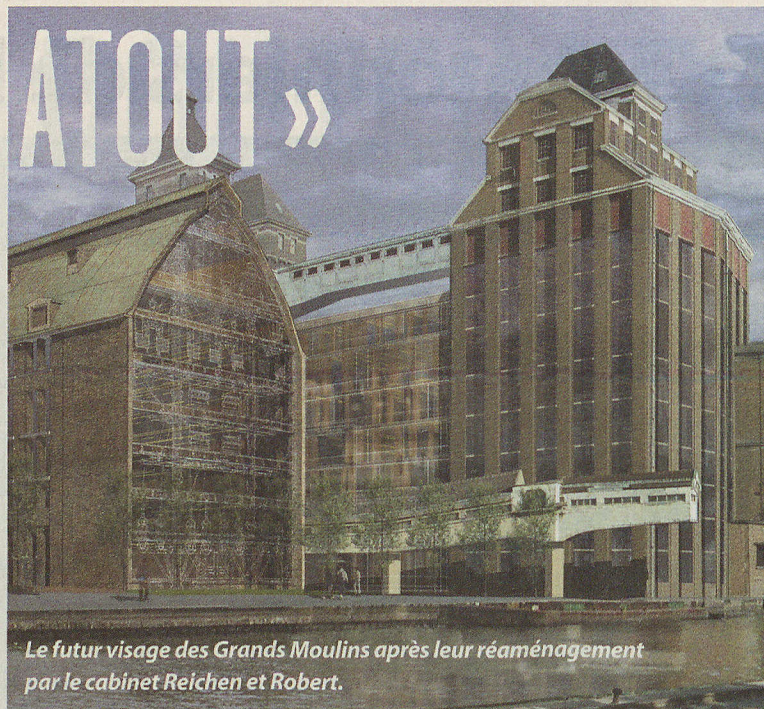 ATOUT »
Le futur visage des Grands Moulins après leur réaménagement
par le cabinet Reichen et Robert.